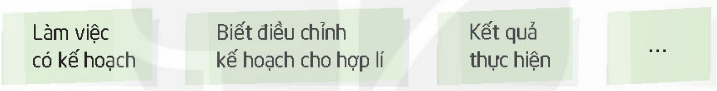 Làm việc
có kế hoạch
Biết điều chỉnh
kế hoạch cho hợp lí
Kết quả
thực hiện
...